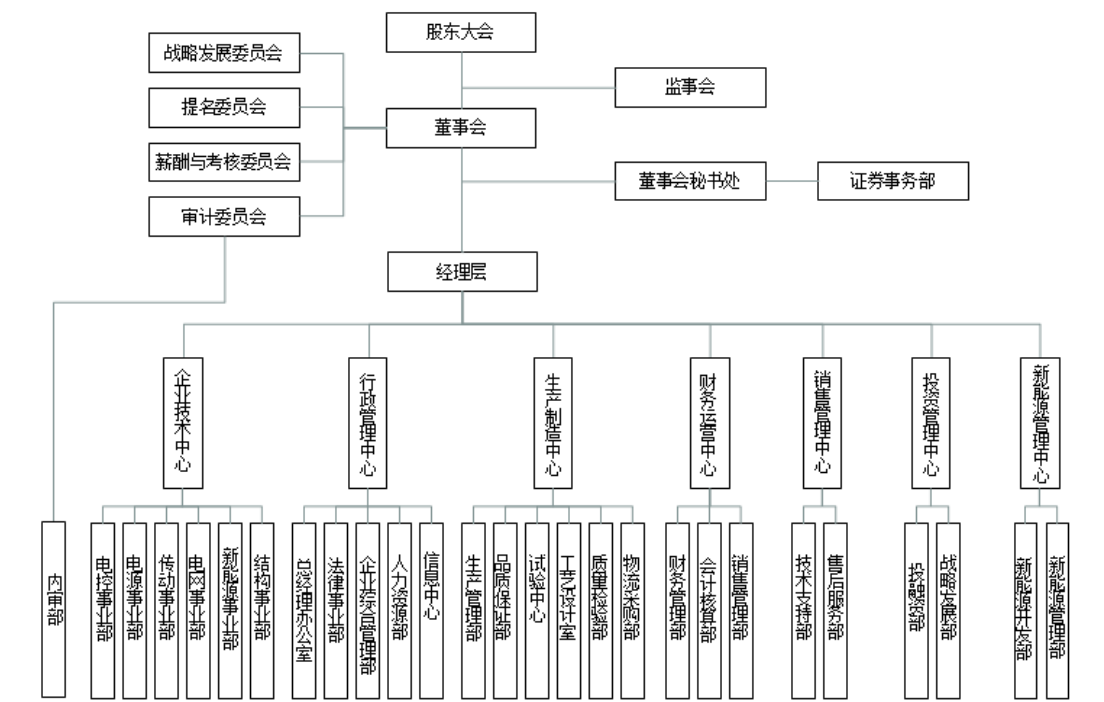 股东大会
战略发展委员会
监事会
提名委员会
董事会
薪酬与考核委员会
董事会秘书处
证券事务部
审计委员会
经理层
企业技术中心
行政管理中心
生产制造中心
财务运营中心
销售管理中心
投资管理中心
新能源管理中心
内审部
电控事业部
电源事业部
传动事业部
电网事业部
新能源事业部
结构事业部
总经理办公室
法律事业部
企业综合管理部
人力资源部
信息中心
生产管理部
品质保证部
试验中心
工艺设计室
质量检验部
物流采购部
财务管理部
会计核算部
销售管理部
技术支持部
售后服务部
投融资部
战略发展部
新能源开发部
新能源管理部